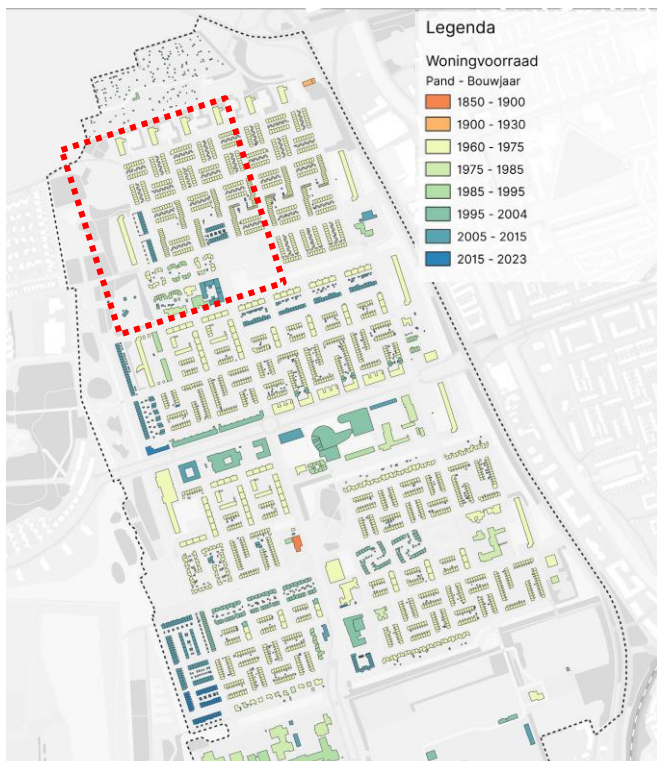 Legenda
Woningvoorraad
Pand - Bouwjaar
1850 - 1900
1900 - 1930
1960 - 1975
1975 - 1985
1985 - 1995
1995 - 2004
2005 - 2015
2015 - 2023